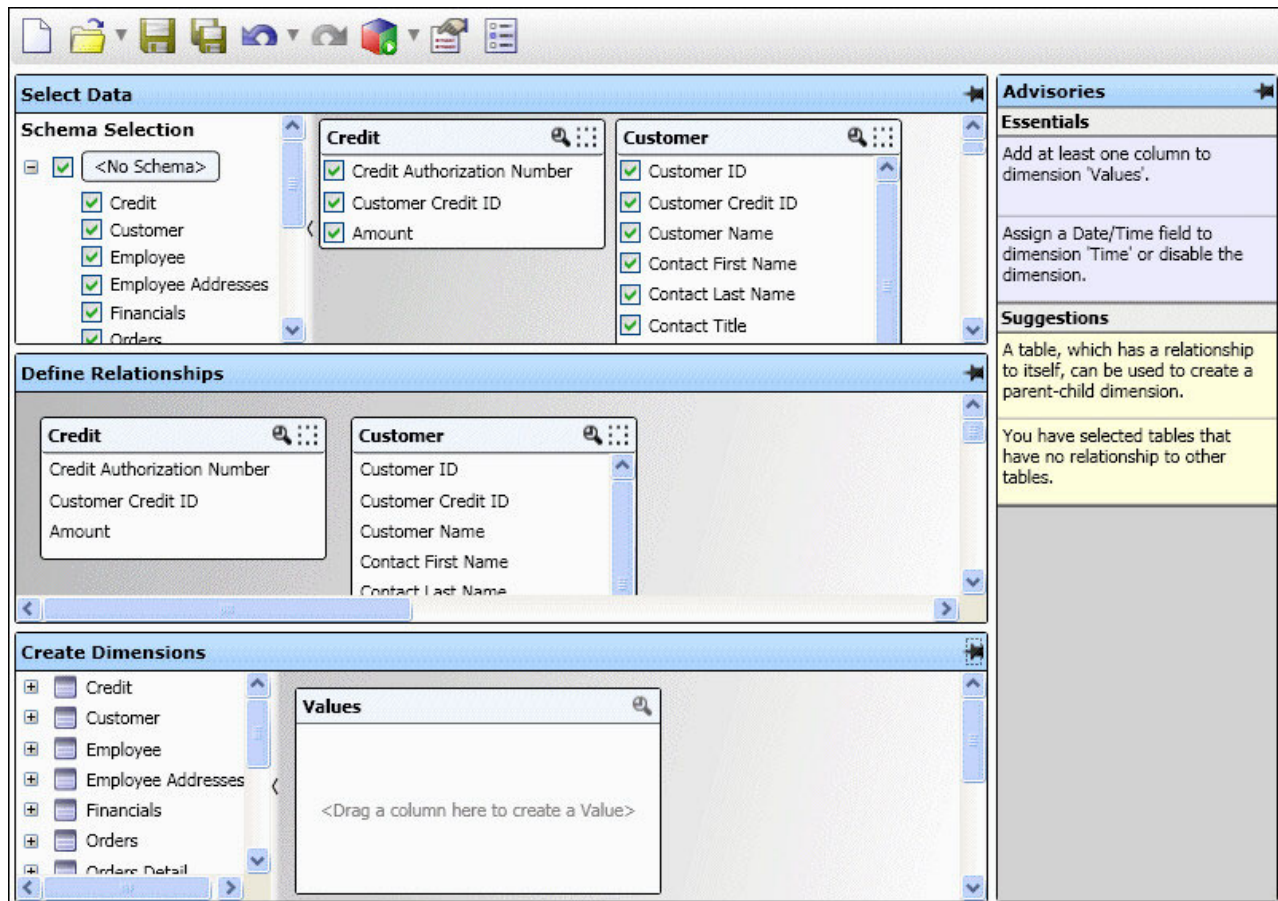 Select Data
Schema Selection
<No Schema>
Credit
Customer
Employee
Employee Addresses
Financials
Orders
Credit
Credit Authorization Number
Customer Credit ID
Amount
Customer
Customer ID
Customer Credit ID
Customer Name
Contact First Name
Contact Last Name
Contact Title
Define Relationships
Credit
Credit Authorization Number
Customer Credit ID
Amount
Customer
Customer ID
Customer Credit ID
Customer Name
Contact First Name
Contact Last Name
Create Dimensions
Credit
Customer
Employee
Employee Addresses
Financials
Orders
Orders Detail
Values
<Drag a column here to create a Value>
Advisories
Essentials
Add at least one column to
dimension 'Values'.
Assign a Date/Time field to
dimension 'Time' or disable the
dimension.
Suggestions
A table, which has a relationship
to itself, can be used to create a
parent-child dimension.
You have selected tables that
have no relationship to other
tables.